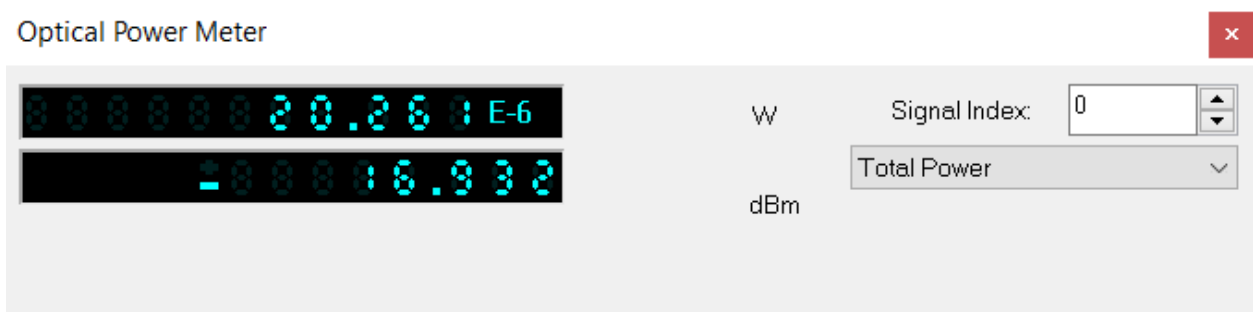 Optical Power Meter
x
20.261 E-6 W
Signal Index: 0
-16.932 dBm
Total Power